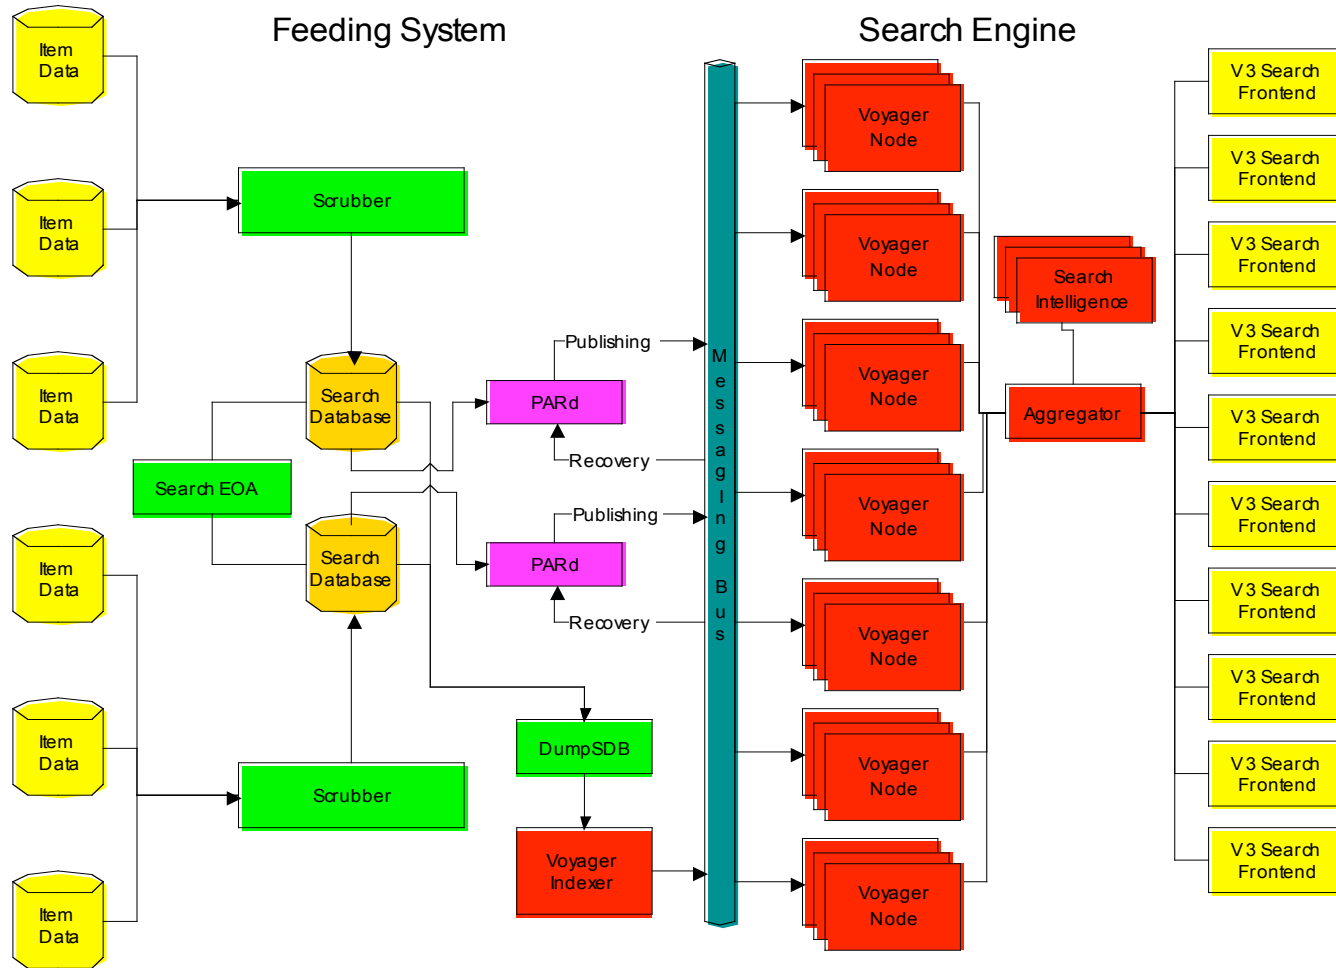 Feeding System
Search Engine
Item
Data
Item
Data
Item
Data
Item
Data
Item
Data
Item
Data
Scrubber
Search
Database
Search EOA
Search
Database
Scrubber
Publishing
PARd
Recovery
Publishing
PARd
Recovery
DumpSDB
Voyager
Indexer
MessagIng Bus
Voyager
Node
Voyager
Node
Voyager
Node
Voyager
Node
Voyager
Node
Voyager
Node
Voyager
Node
Search
Intelligence
Aggregator
V3 Search
Frontend
V3 Search
Frontend
V3 Search
Frontend
V3 Search
Frontend
V3 Search
Frontend
V3 Search
Frontend
V3 Search
Frontend
V3 Search
Frontend
V3 Search
Frontend
V3 Search
Frontend